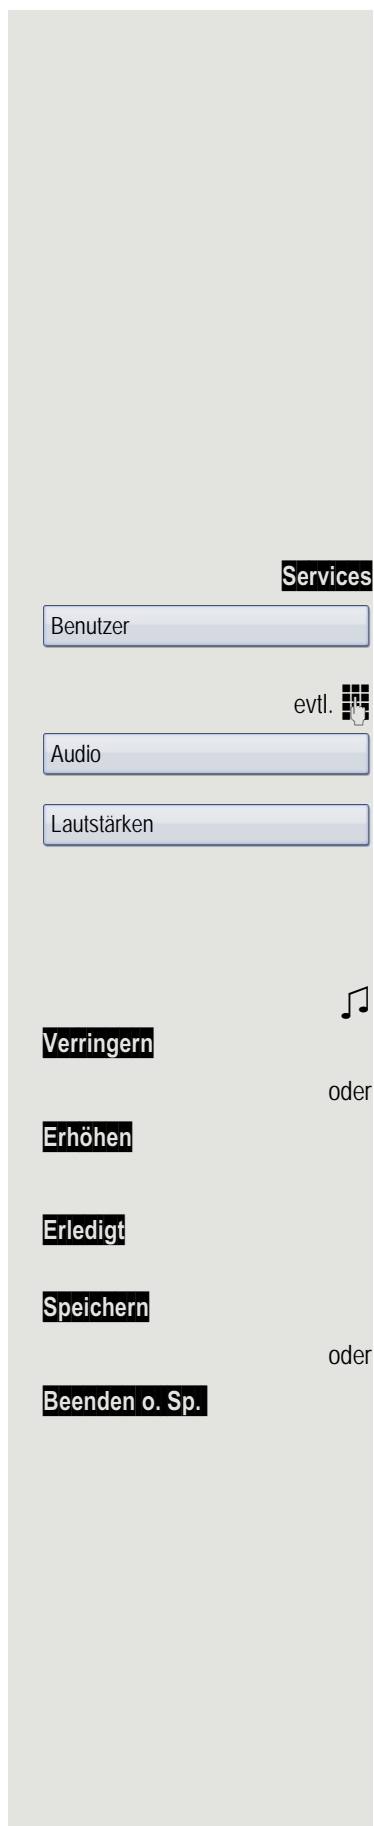 Services
Benutzer
evtl.
Audio
Lautstärken
Verringern
oder
Erhöhen
Erledigt
Speichern
oder
Beenden o. Sp.